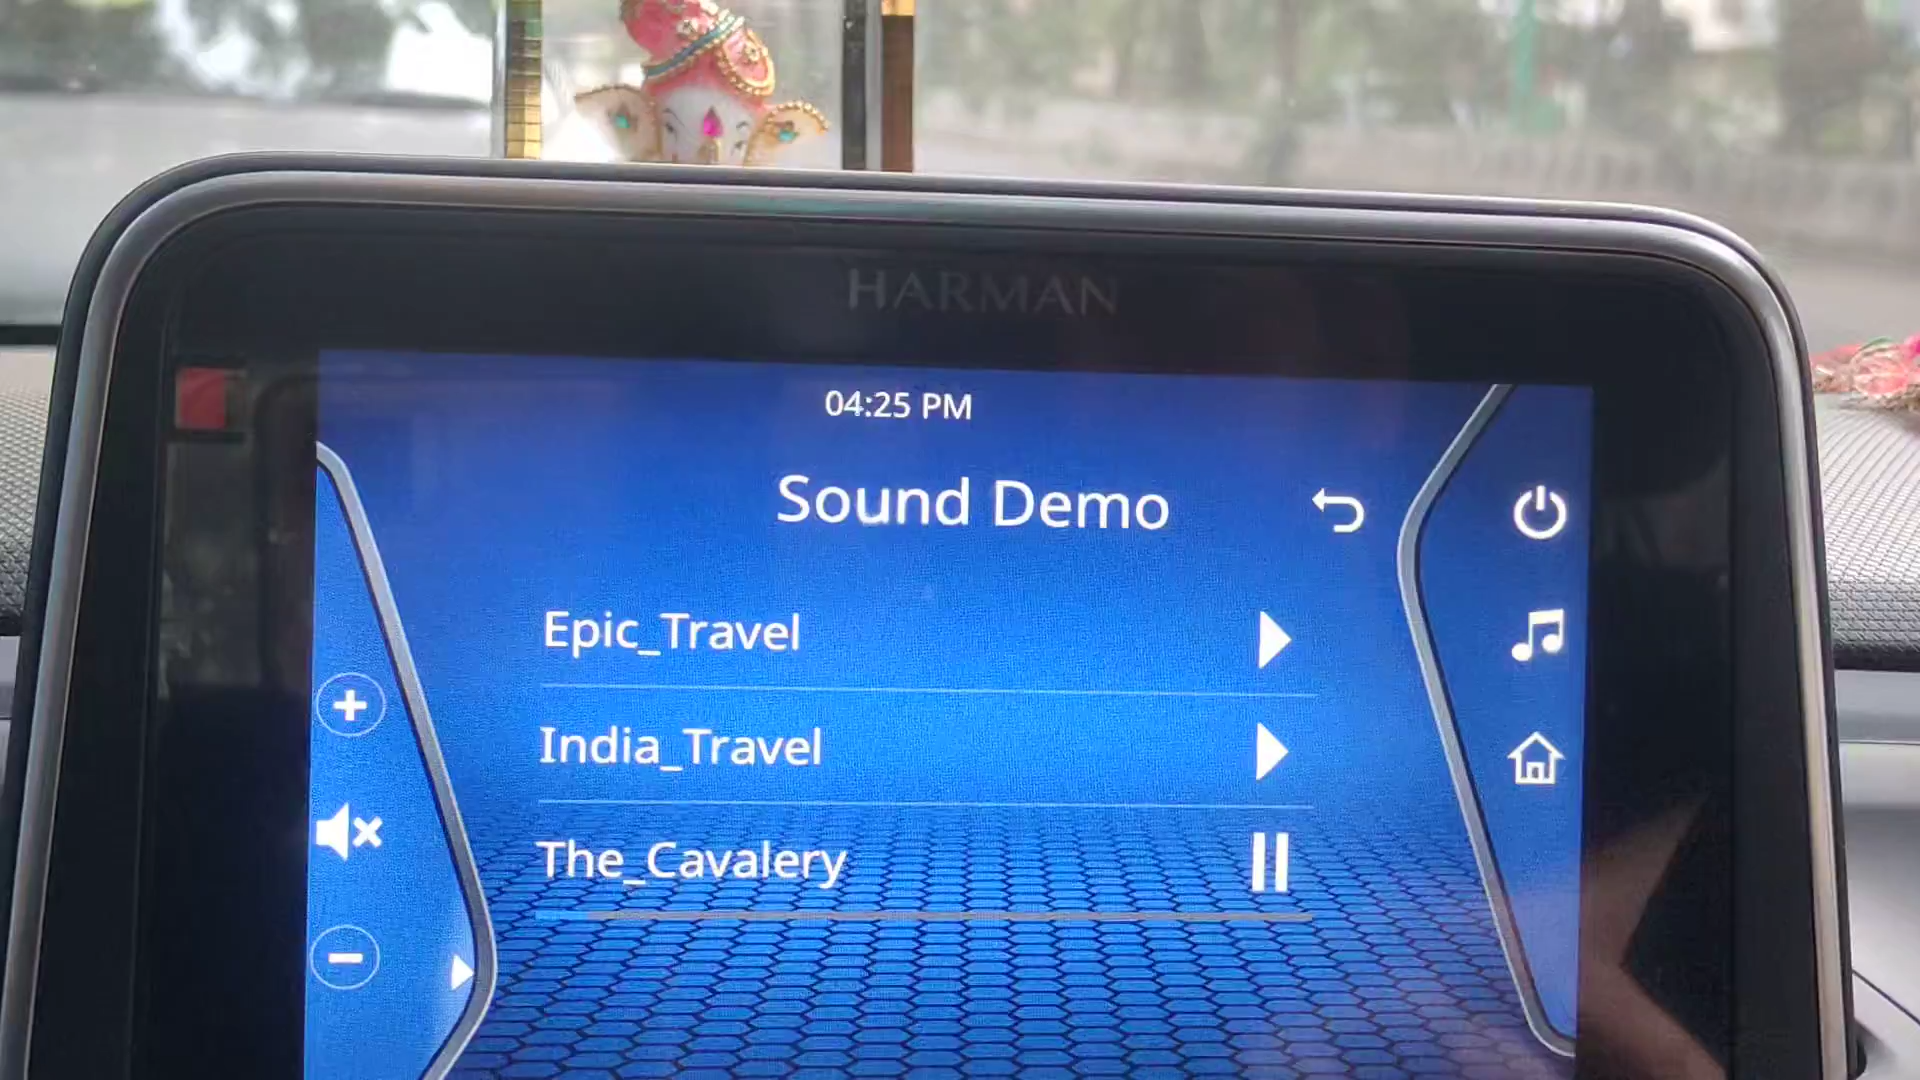 HARMAN
04:25 PM
Sound Demo
Epic_Travel
India_Travel
The_Cavalery